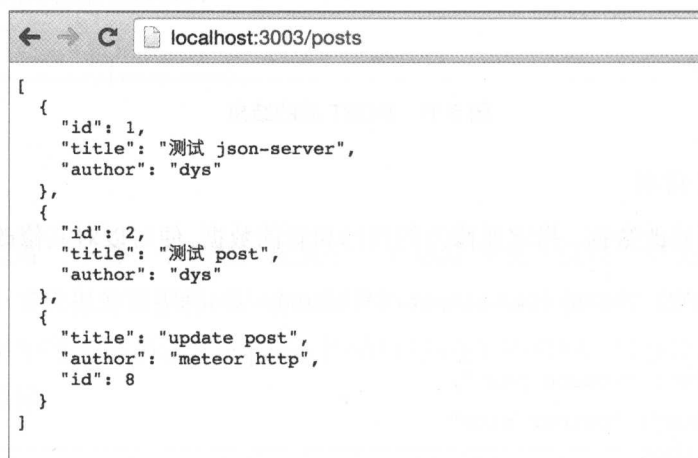 localhost:3003/posts
[
  {
    "id": 1,
    "title": "测试 json-server",
    "author": "dys"
  },
  {
    "id": 2,
    "title": "测试 post",
    "author": "dys"
  },
  {
    "title": "update post",
    "author": "meteor http",
    "id": 8
  }
]